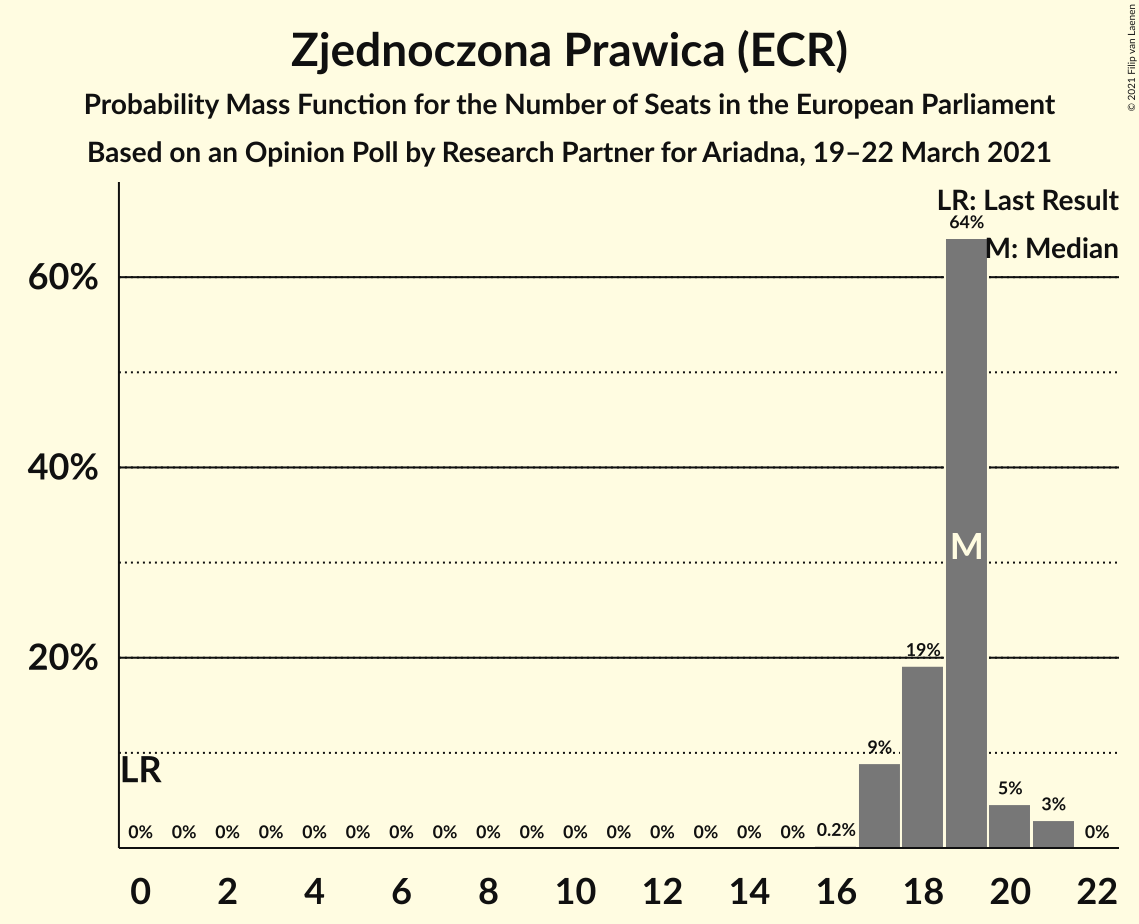 Zjednoczona Prawica (ECR)
Probability Mass Function for the Number of Seats in the European Parliament
Based on an Opinion Poll by Research Partner for Ariadna, 19–22 March 2021
© 2021 Filip van Laenen
LR: Last Result
M: Median
60%
40%
20%
LR
M
0% 0% 0% 0% 0% 0% 0% 0% 0% 0% 0% 0% 0% 0% 0% 0% 0.2% 9% 19% 64% 5% 3% 0%
0 2 4 6 8 10 12 14 16 18 20 22